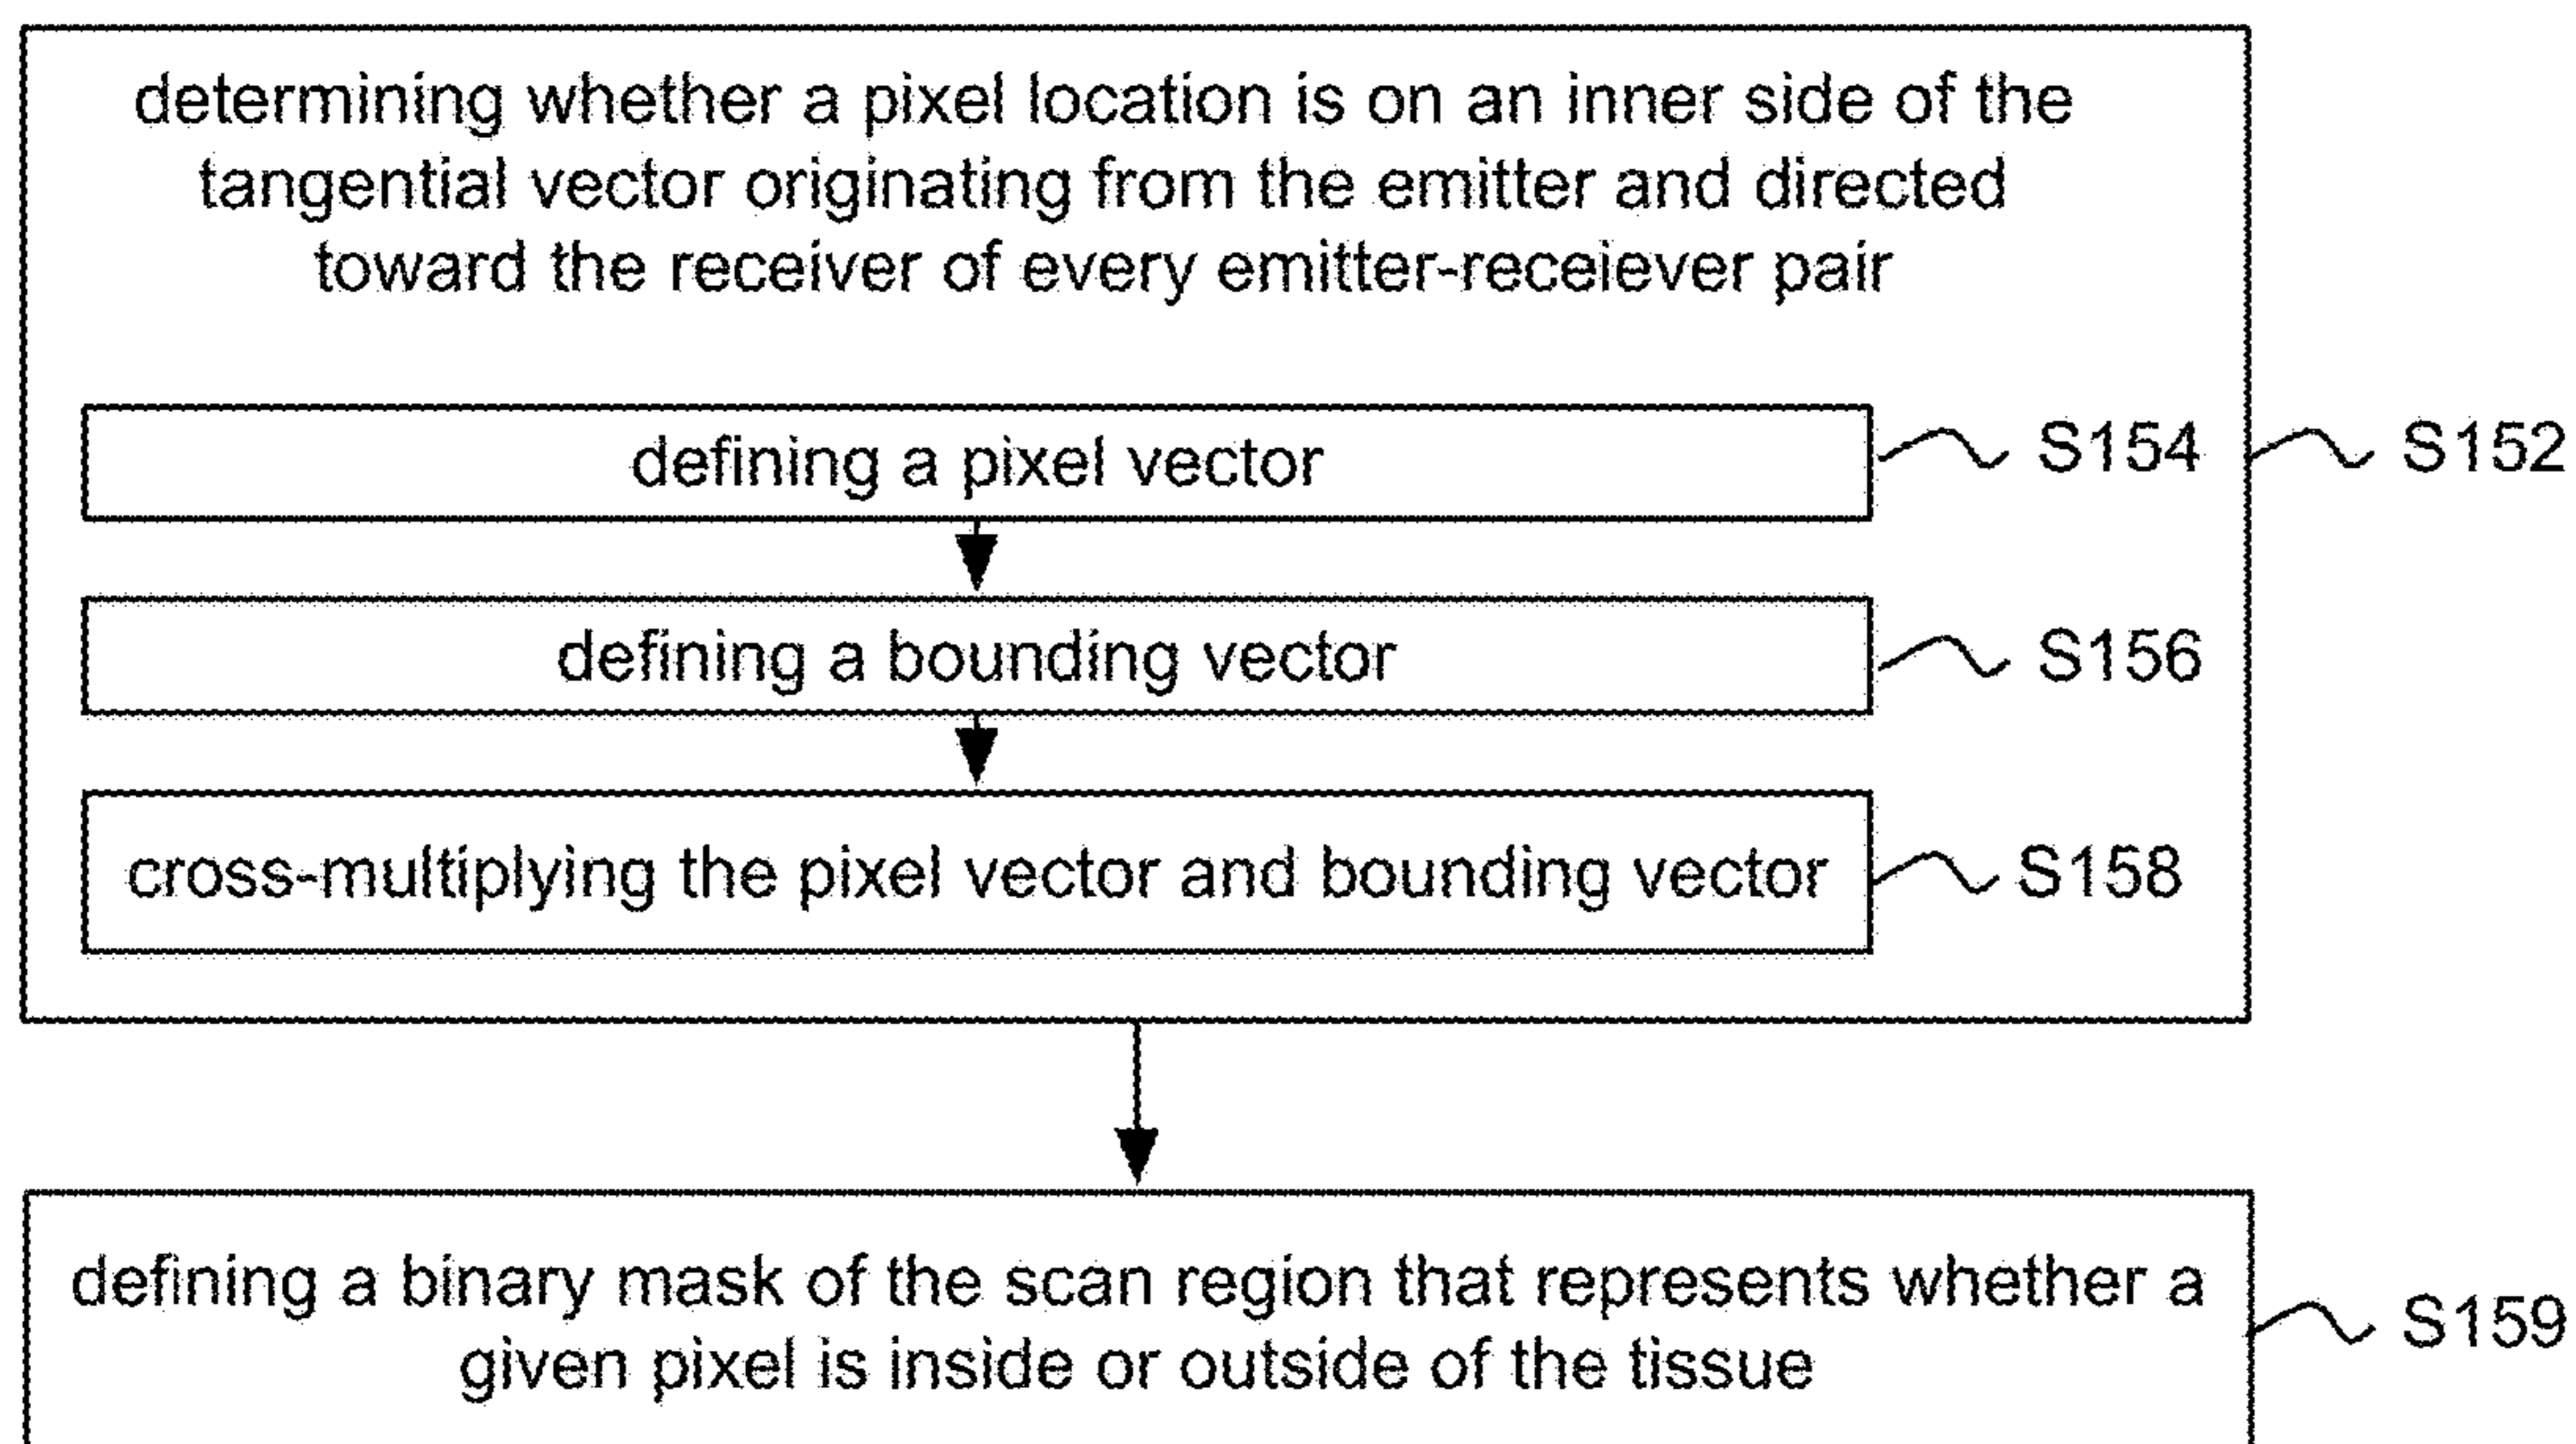 determining whether a pixel location is on an inner side of the
tangential vector originating from the emitter and directed
toward the receiver of every emitter-receiever pair
defining a pixel vector
S154
S152
defining a bounding vector
S156
cross-multiplying the pixel vector and bounding vector
S158
defining a binary mask of the scan region that represents whether a
given pixel is inside or outside of the tissue
S159